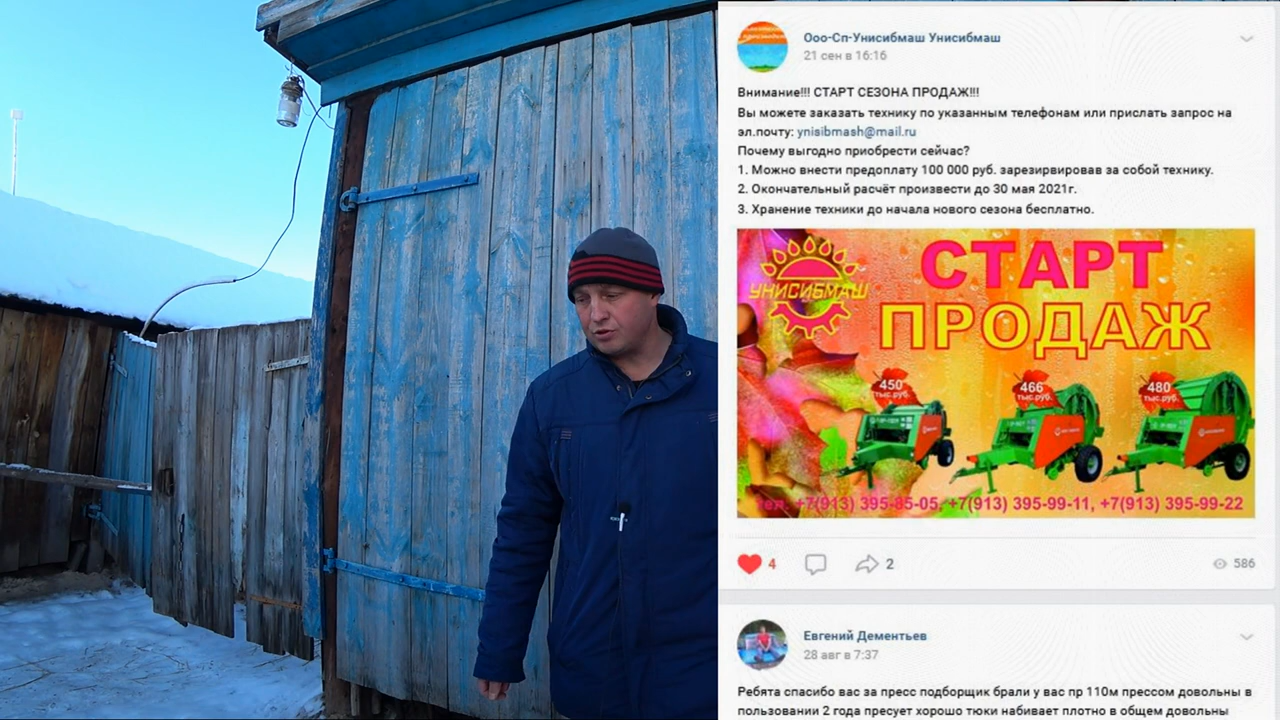 Ооо-Сп-Унисибмаш Унисибмаш
21 сен в 16:16
Внимание!!! СТАРТ СЕЗОНА ПРОДАЖ!!!
Вы можете заказать технику по указанным телефонам или прислать запрос на
эл.почту: ynisibmash@mail.ru
Почему выгодно приобрести сейчас?
1. Можно внести предоплату 100 000 руб. зарезирвировав за собой технику.
2. Окончательный расчёт произвести до 30 мая 2021г.
3. Хранение техники до начала нового сезона бесплатно.
УНИСИБМАШ
СТАРТ
ПРОДАЖ
450
тыс.руб.
466
тыс.руб.
480
тыс.руб.
тел. +7(913) 395-85-05, +7(913) 395-99-11, +7(913) 395-99-22
4
2
586
Евгений Дементьев
28 авг в 7:37
Ребята спасибо вас за пресс подборщик брали у вас пр 110м прессом довольны в
пользовании 2 года пресует хорошо тюки набивает плотно в общем довольны